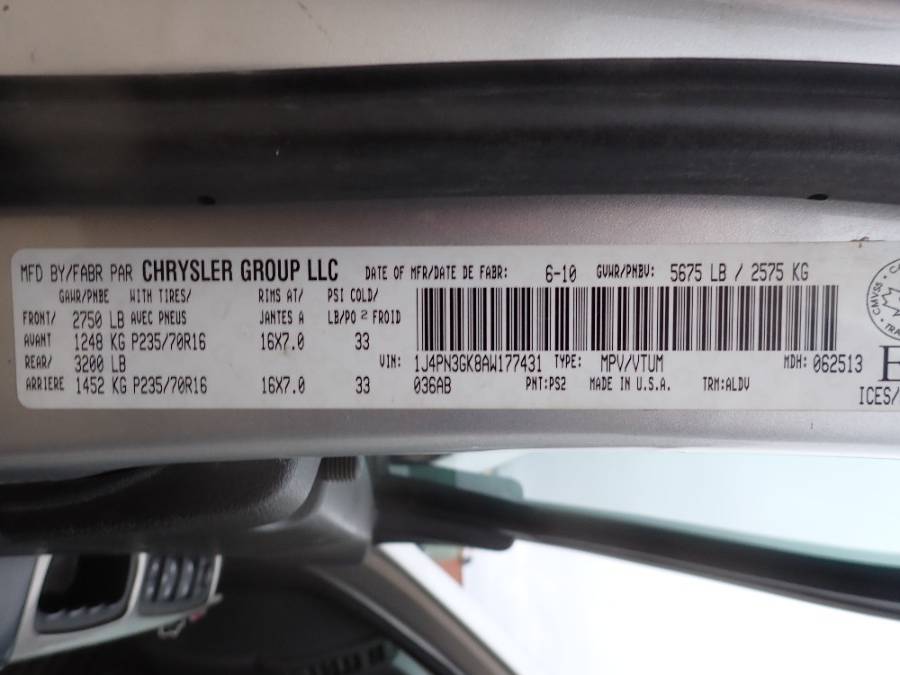 MFD BY/FABR PAR CHRYSLER GROUP LLC DATE OF MFR/DATE DE FABR: 6-10 GVWR/PNBV: 5675 LB / 2575 KG
GAWR/PNBE WITH TIRES/ RIMS AT/ PSI COLD/
FRONT/ 2750 LB AVEC PNEUS JANTES A LB/PO² FROID
AVANT 1248 KG P235/70R16 16X7.0 33
REAR/ 3200 LB VIN: 1J4PN3GK8AW177431 TYPE: MPV/VTUM MDH: 062513
ARRIERE 1452 KG P235/70R16 16X7.0 33 036AB PNT:PS2 MADE IN U.S.A. TRM:ALDV
CMVSS
ICES/